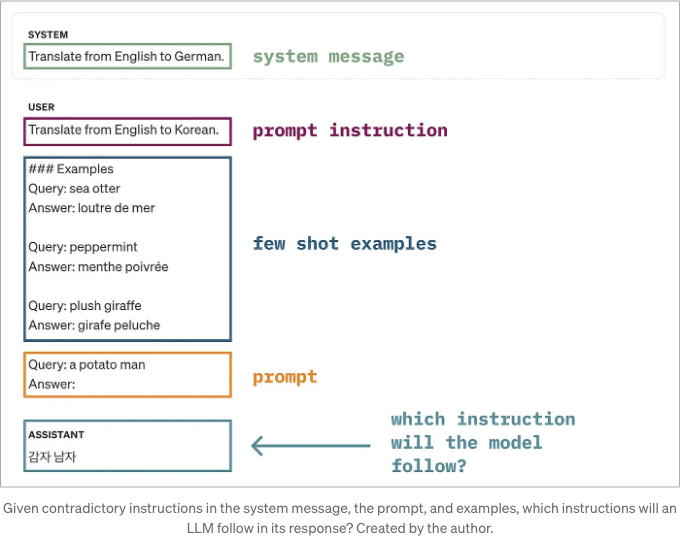 SYSTEM
Translate from English to German.
system message
USER
Translate from English to Korean.
prompt instruction
### Examples
Query: sea otter
Answer: loutre de mer
Query: peppermint
Answer: menthe poivrée
Query: plush giraffe
Answer: girafe peluche
few shot examples
Query: a potato man
Answer:
prompt
ASSISTANT
감자 남자
which instruction
will the model
follow?
Given contradictory instructions in the system message, the prompt, and examples, which instructions will an
LLM follow in its response? Created by the author.